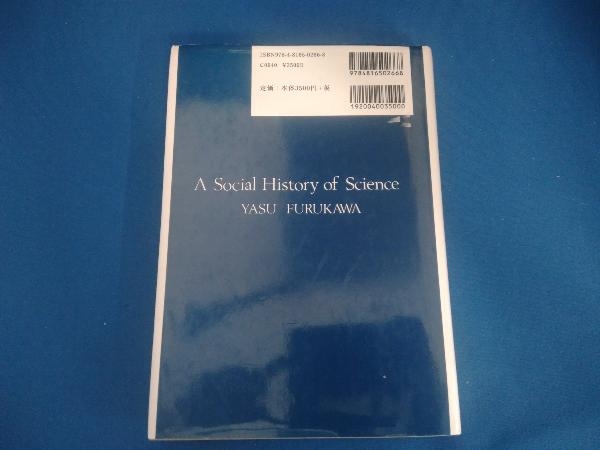 ISBN978-4-8165-0266-8
C0040 ¥3500E
定価：本体3500円+税
9784816502668
1920040035000
A Social History of Science
YASU FURUKAWA